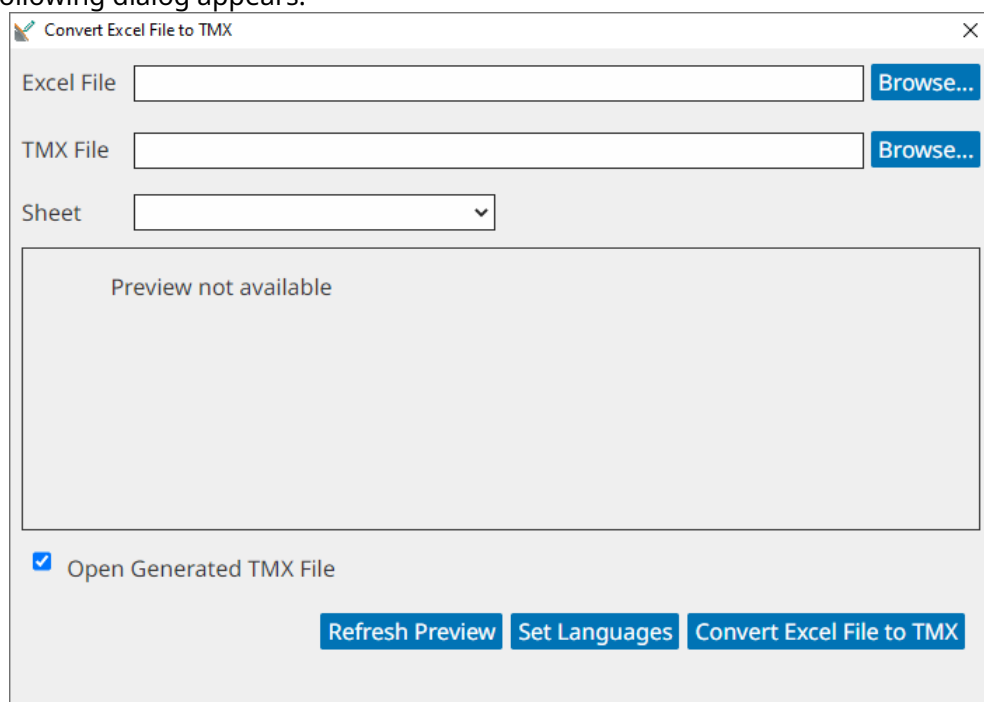 following dialog appears:
Convert Excel File to TMX
Excel File Browse...
TMX File Browse...
Sheet
Preview not available
Open Generated TMX File
Refresh Preview Set Languages Convert Excel File to TMX